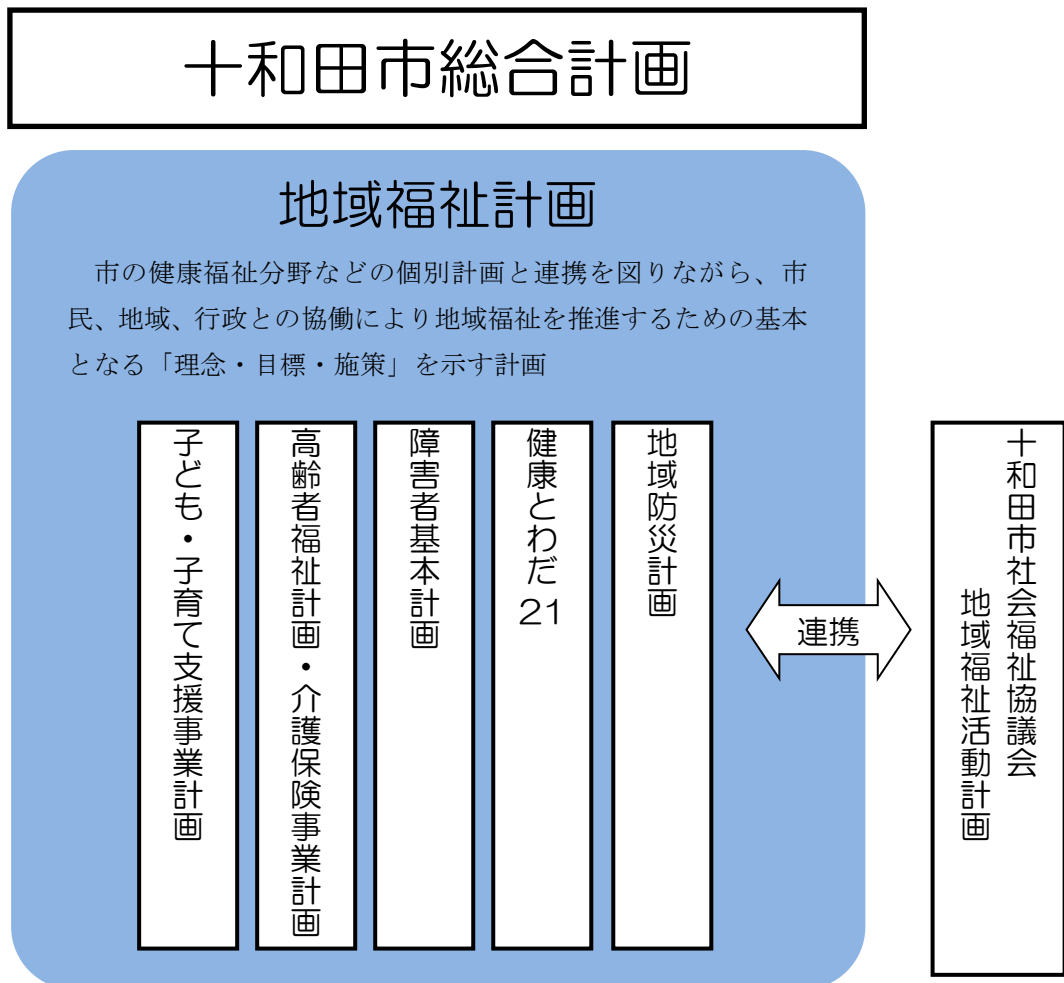 十和田市総合計画
地域福祉計画
市の健康福祉分野などの個別計画と連携を図りながら、市
民、地域、行政との協働により地域福祉を推進するための基本
となる「理念・目標・施策」を示す計画
子ども・子育て支援事業計画
高齢者福祉計画・介護保険事業計画
障害者基本計画
健康とわだ21
地域防災計画
連携
十和田市社会福祉協議会
地域福祉活動計画